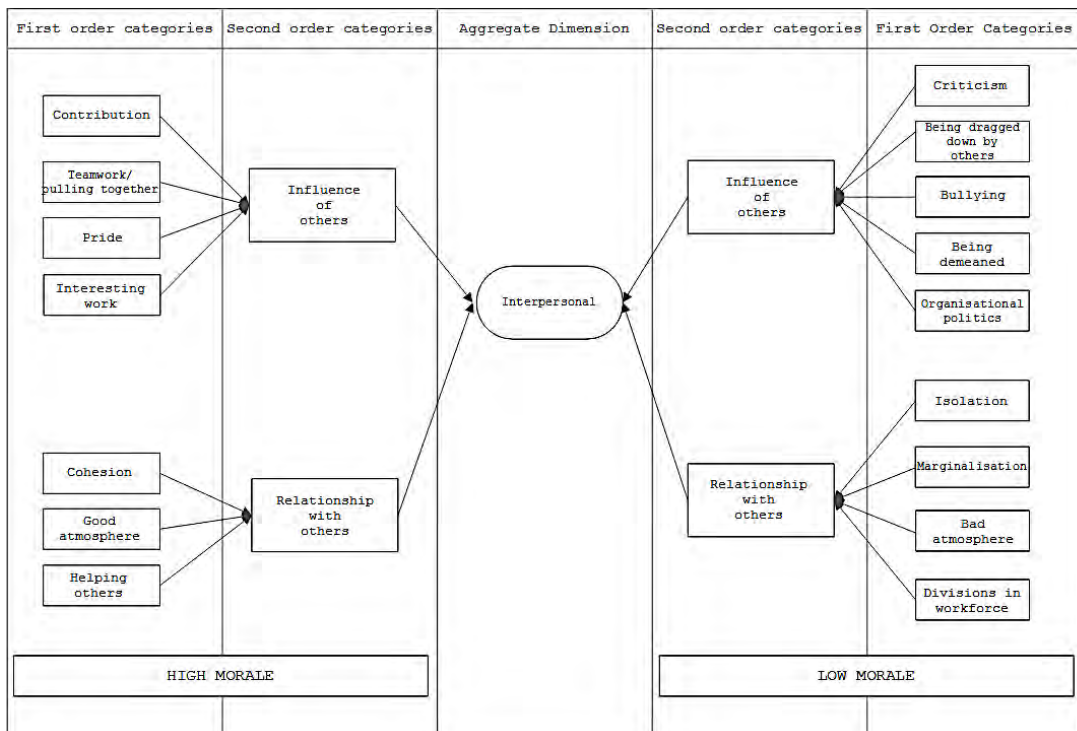 First order categories
Second order categories
Aggregate Dimension
Second order categories
First Order Categories
Contribution
Teamwork/
pulling together
Pride
Interesting
work
Influence
of
others
Cohesion
Good
atmosphere
Helping
others
Relationship
with
others
HIGH MORALE
Interpersonal
Influence
of
others
Relationship
with
others
Criticism
Being dragged
down by
others
Bullying
Being
demeaned
Organisational
politics
Isolation
Marginalisation
Bad
atmosphere
Divisions in
workforce
LOW MORALE